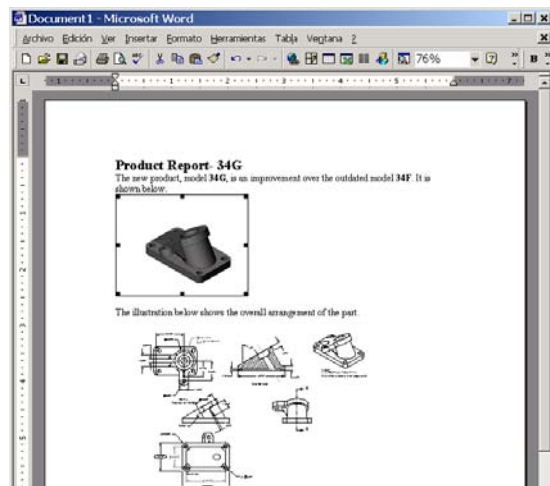 Document1 - Microsoft Word
Archivo Edición Ver Insertar Formato Herramientas Tabla Ventana ?
76%
Product Report- 34G
The new product, model 34G, is an improvement over the outdated model 34F. It is
shown below.
The illustration below shows the overall arrangement of the part.